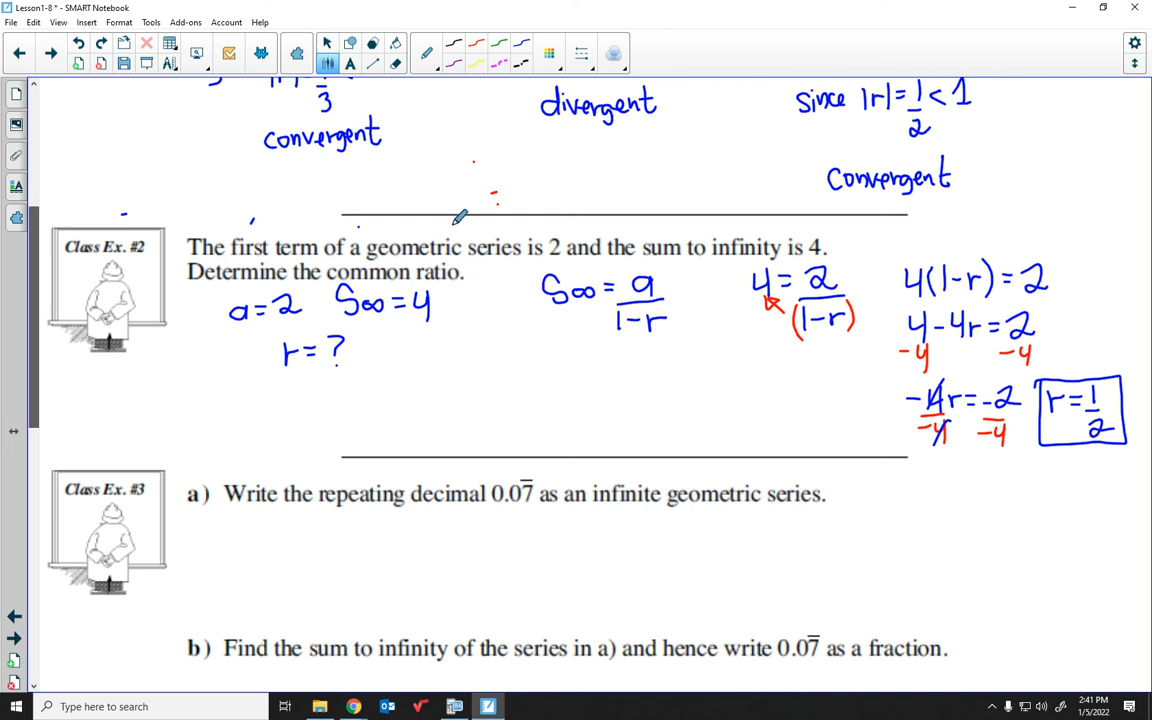 Lesson1-8 * - SMART Notebook
File Edit View Insert Format Tools Add-ons Account Help
|r| = 1/3
convergent
divergent
since |r| = 1/2 < 1
Convergent
Class Ex. #2
The first term of a geometric series is 2 and the sum to infinity is 4.
Determine the common ratio.
a = 2 S∞ = 4
r = ?
S∞ = a/(1-r)
4 = 2/(1-r)
4(1-r) = 2
4 - 4r = 2
-4 -4
-4r = -2
-4 -4
r = 1/2
Class Ex. #3
a) Write the repeating decimal 0.07̅ as an infinite geometric series.
b) Find the sum to infinity of the series in a) and hence write 0.07̅ as a fraction.
Type here to search
2:41 PM
1/5/2022